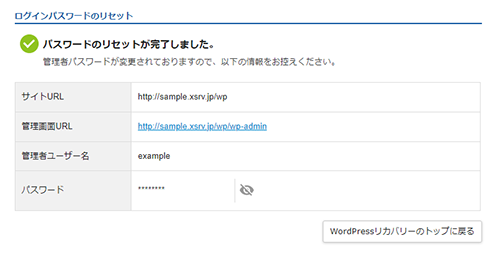 ログインパスワードのリセット
パスワードのリセットが完了しました。
管理者パスワードが変更されておりますので、以下の情報をお控えください。
サイトURL http://sample.xsrv.jp/wp
管理画面URL http://sample.xsrv.jp/wp/wp-admin
管理者ユーザー名 example
パスワード ********
WordPressリカバリーのトップに戻る